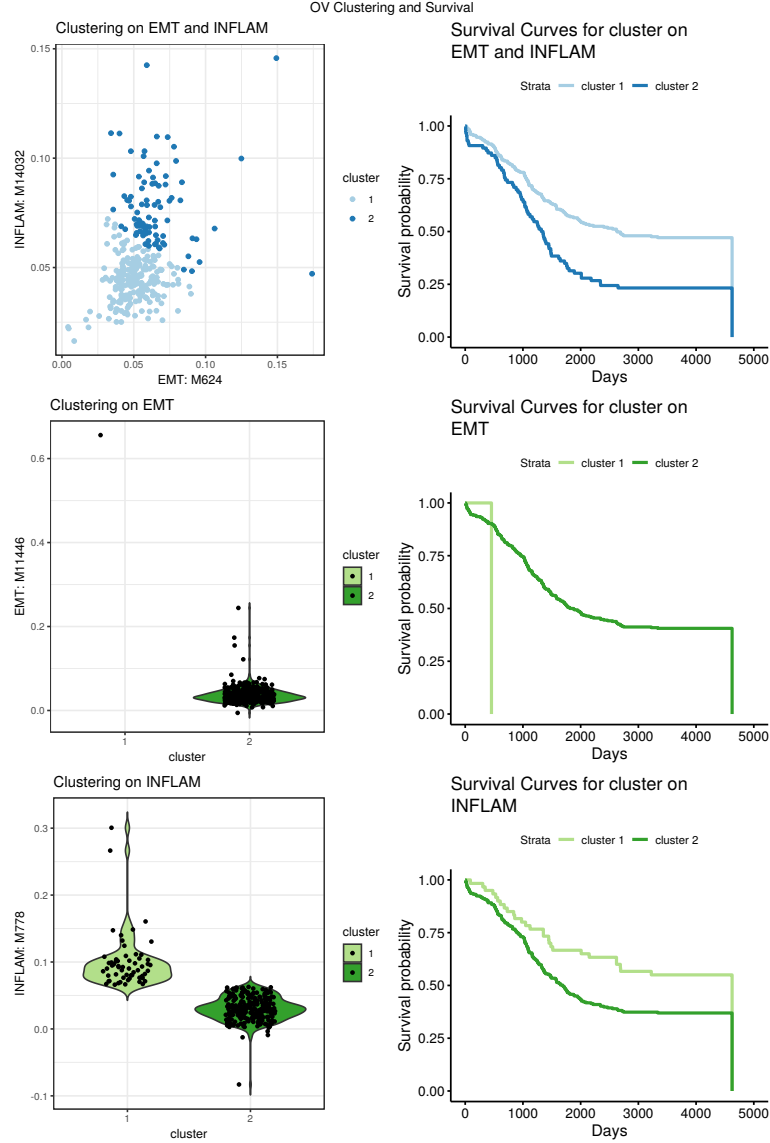 OV Clustering and Survival
Clustering on EMT and INFLAM
0.15
0.10
0.05
INFLAM: M14032
0.00
0.05
0.10
0.15
EMT: M624
cluster
1
2
Survival Curves for cluster on
EMT and INFLAM
Strata cluster 1 cluster 2
1.00
0.75
0.50
0.25
0.00
Survival probability
0 1000 2000 3000 4000 5000
Days
Clustering on EMT
0.6
0.4
0.2
0.0
EMT: M11446
1 2
cluster
cluster
1
2
Survival Curves for cluster on
EMT
Strata cluster 1 cluster 2
1.00
0.75
0.50
0.25
0.00
Survival probability
0 1000 2000 3000 4000 5000
Days
Clustering on INFLAM
0.3
0.2
0.1
0.0
-0.1
INFLAM: M778
1 2
cluster
cluster
1
2
Survival Curves for cluster on
INFLAM
Strata cluster 1 cluster 2
1.00
0.75
0.50
0.25
0.00
Survival probability
0 1000 2000 3000 4000 5000
Days